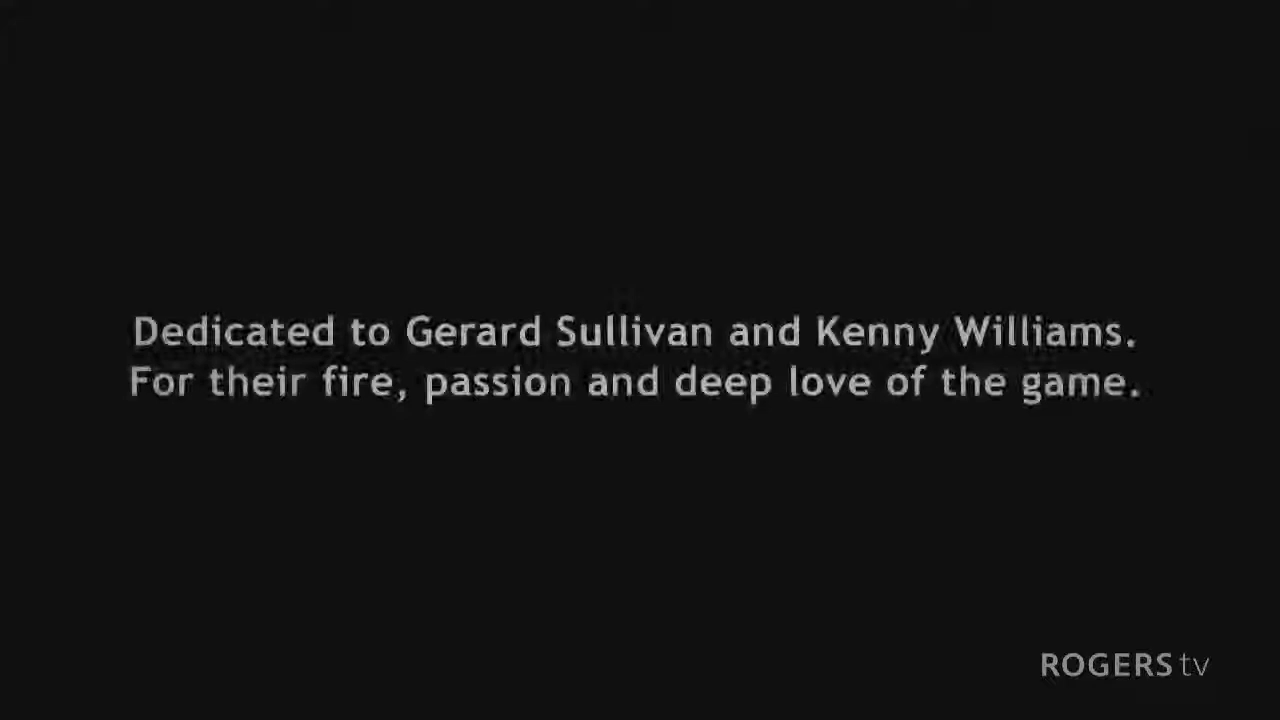 Dedicated to Gerard Sullivan and Kenny Williams.
For their fire, passion and deep love of the game.
ROGERS tv